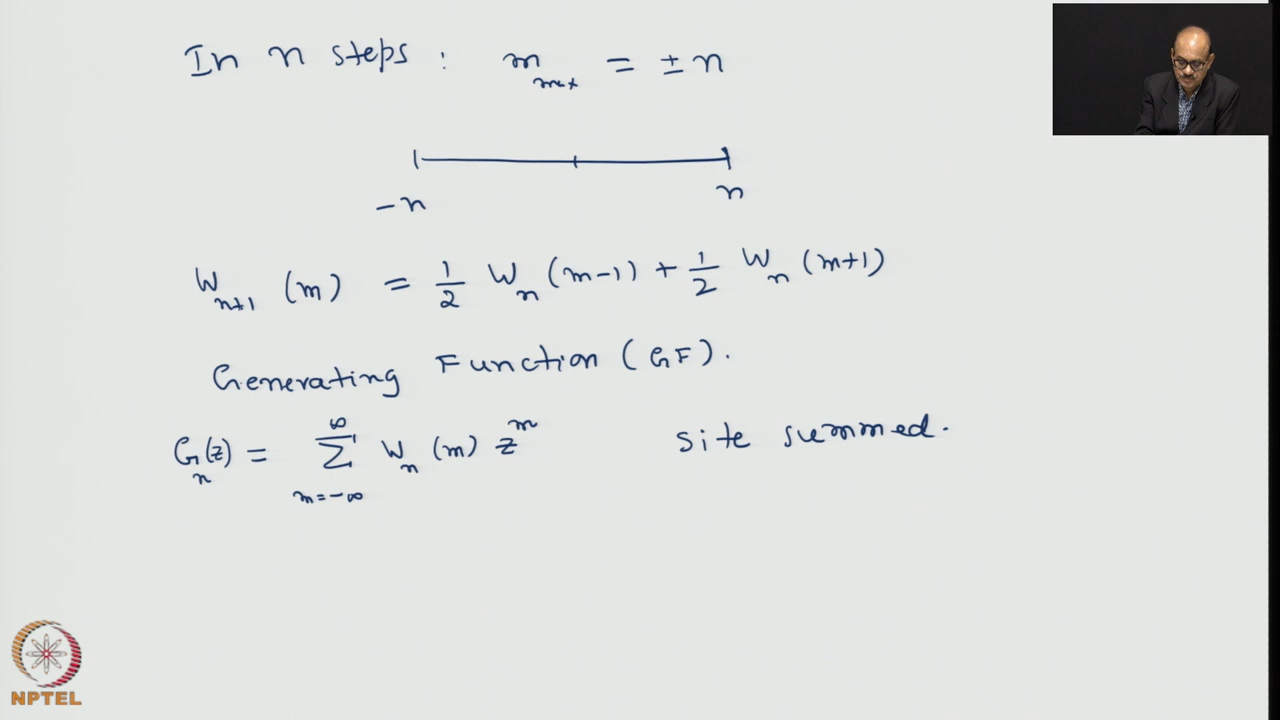 In n steps : m_max = ± n
-n n
W_{n+1} (m) = 1/2 W_n (m-1) + 1/2 W_n (m+1)
Generating Function (GF).
G_n(z) = ∑_{m=-∞}^{∞} W_n (m) z^m site summed.
NPTEL